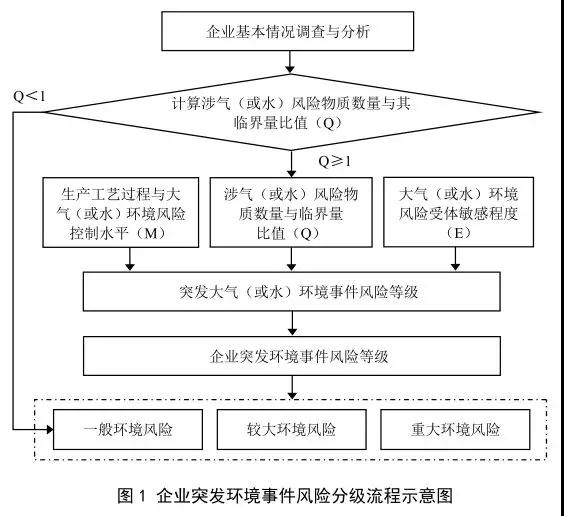 企业基本情况调查与分析
Q＜1
计算涉气（或水）风险物质数量与其
临界量比值（Q）
Q≥1
生产工艺过程与大
气（或水）环境风险
控制水平（M）
涉气（或水）风险物
质数量与临界量
比值（Q）
大气（或水）环境
风险受体敏感程度
（E）
突发大气（或水）环境事件风险等级
企业突发环境事件风险等级
一般环境风险
较大环境风险
重大环境风险
图 1 企业突发环境事件风险分级流程示意图